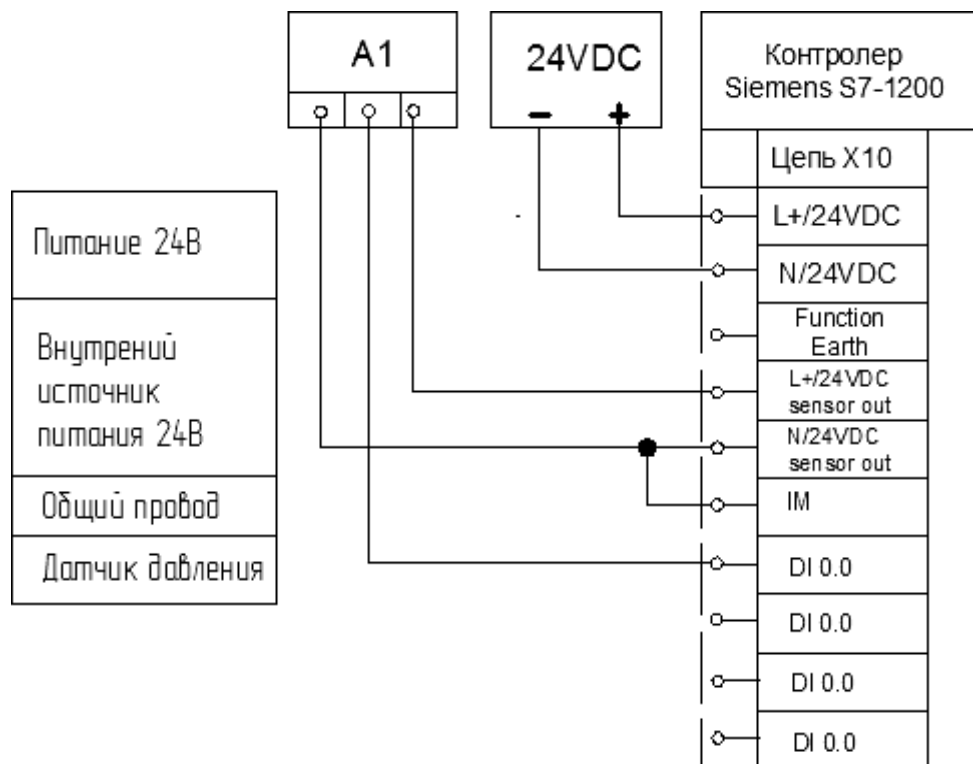 A1
24VDC
− +
Контролер
Siemens S7-1200
Цепь X10
L+/24VDC
N/24VDC
Function
Earth
L+/24VDC
sensor out
N/24VDC
sensor out
IM
DI 0.0
DI 0.0
DI 0.0
DI 0.0
Питание 24В
Внутрений
источник
питания 24В
Общий провод
Датчик давления